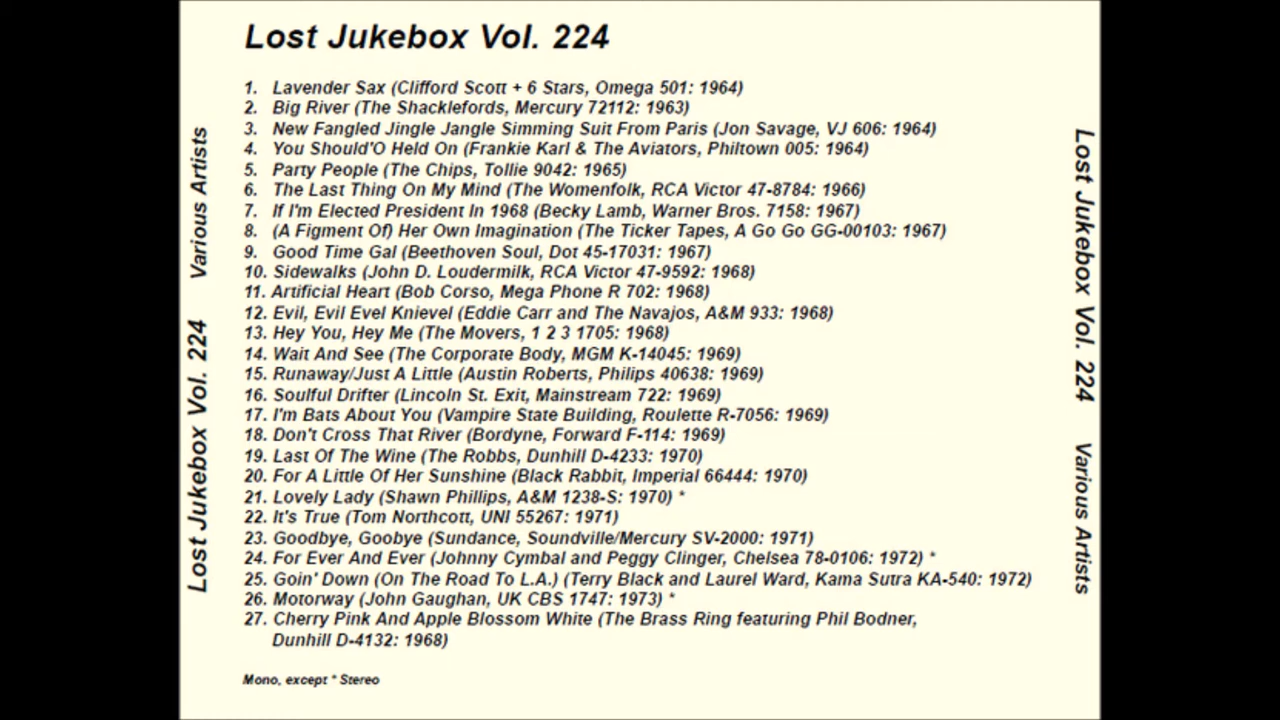 Lost Jukebox Vol. 224
1. Lavender Sax (Clifford Scott + 6 Stars, Omega 501: 1964)
2. Big River (The Shacklefords, Mercury 72112: 1963)
3. New Fangled Jingle Jangle Simming Suit From Paris (Jon Savage, VJ 606: 1964)
4. You Should'O Held On (Frankie Karl & The Aviators, Philtown 005: 1964)
5. Party People (The Chips, Tollie 9042: 1965)
6. The Last Thing On My Mind (The Womenfolk, RCA Victor 47-8784: 1966)
7. If I'm Elected President In 1968 (Becky Lamb, Warner Bros. 7158: 1967)
8. (A Figment Of) Her Own Imagination (The Ticker Tapes, A Go Go GG-00103: 1967)
9. Good Time Gal (Beethoven Soul, Dot 45-17031: 1967)
10. Sidewalks (John D. Loudermilk, RCA Victor 47-9592: 1968)
11. Artificial Heart (Bob Corso, Mega Phone R 702: 1968)
12. Evil, Evil Evel Knievel (Eddie Carr and The Navajos, A&M 933: 1968)
13. Hey You, Hey Me (The Movers, 1 2 3 1705: 1968)
14. Wait And See (The Corporate Body, MGM K-14045: 1969)
15. Runaway/Just A Little (Austin Roberts, Philips 40638: 1969)
16. Soulful Drifter (Lincoln St. Exit, Mainstream 722: 1969)
17. I'm Bats About You (Vampire State Building, Roulette R-7056: 1969)
18. Don't Cross That River (Bordyne, Forward F-114: 1969)
19. Last Of The Wine (The Robbs, Dunhill D-4233: 1970)
20. For A Little Of Her Sunshine (Black Rabbit, Imperial 66444: 1970)
21. Lovely Lady (Shawn Phillips, A&M 1238-S: 1970) *
22. It's True (Tom Northcott, UNI 55267: 1971)
23. Goodbye, Goobye (Sundance, Soundville/Mercury SV-2000: 1971)
24. For Ever And Ever (Johnny Cymbal and Peggy Clinger, Chelsea 78-0106: 1972) *
25. Goin' Down (On The Road To L.A.) (Terry Black and Laurel Ward, Kama Sutra KA-540: 1972)
26. Motorway (John Gaughan, UK CBS 1747: 1973) *
27. Cherry Pink And Apple Blossom White (The Brass Ring featuring Phil Bodner,
Dunhill D-4132: 1968)
Mono, except * Stereo
Lost Jukebox Vol. 224 Various Artists
Lost Jukebox Vol. 224 Various Artists